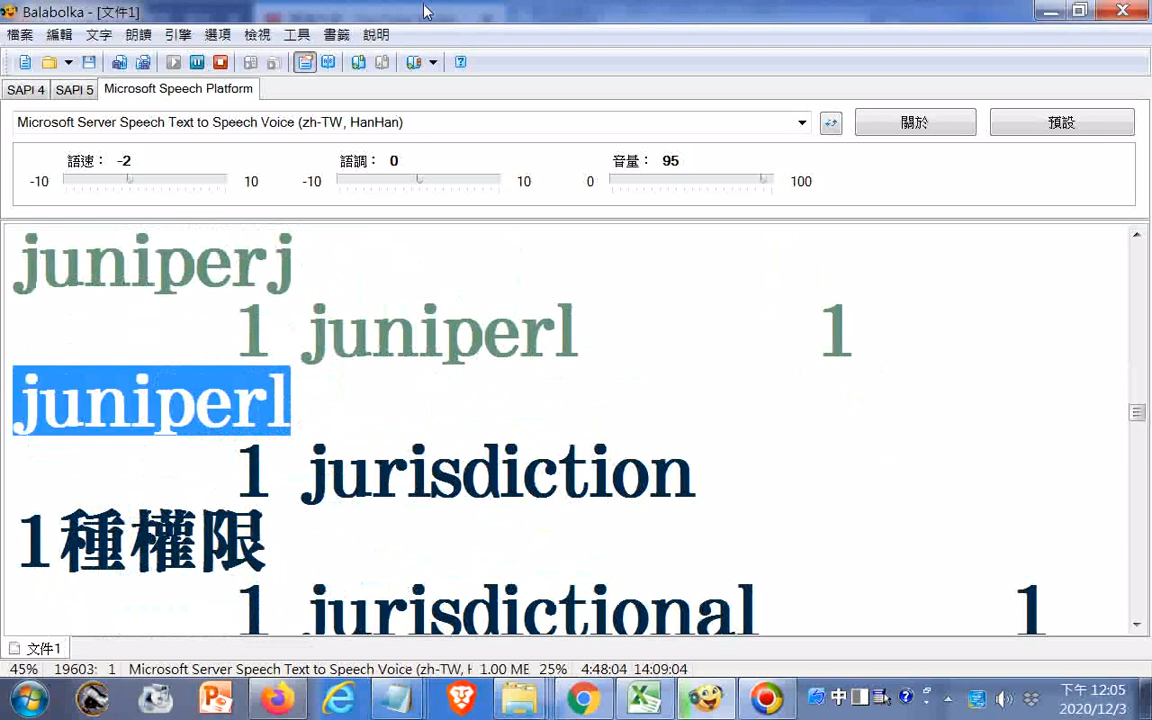 Balabolka - [文件1]
檔案 編輯 文字 朗讀 引擎 選項 檢視 工具 書籤 說明
SAPI 4 SAPI 5 Microsoft Speech Platform
Microsoft Server Speech Text to Speech Voice (zh-TW, HanHan) 關於 預設
語速： -2 語調： 0 音量： 95
-10 10 -10 10 0 100
juniperj
1 juniperl 1
juniperl
1 jurisdiction
1種權限
1 jurisdictional 1
文件1
45% 19603: 1 Microsoft Server Speech Text to Speech Voice (zh-TW, H 1.00 ME 25% 4:48:04 14:09:04
中 下午 12:05
2020/12/3